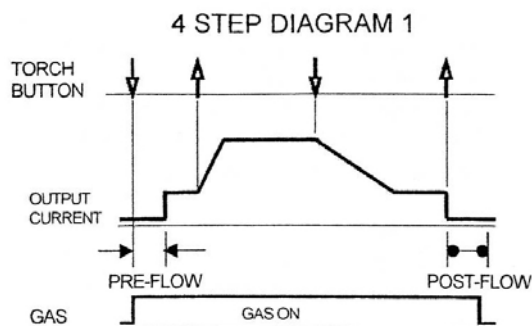 4 STEP DIAGRAM 1
TORCH
BUTTON
OUTPUT
CURRENT
PRE-FLOW
POST-FLOW
GAS
GAS ON